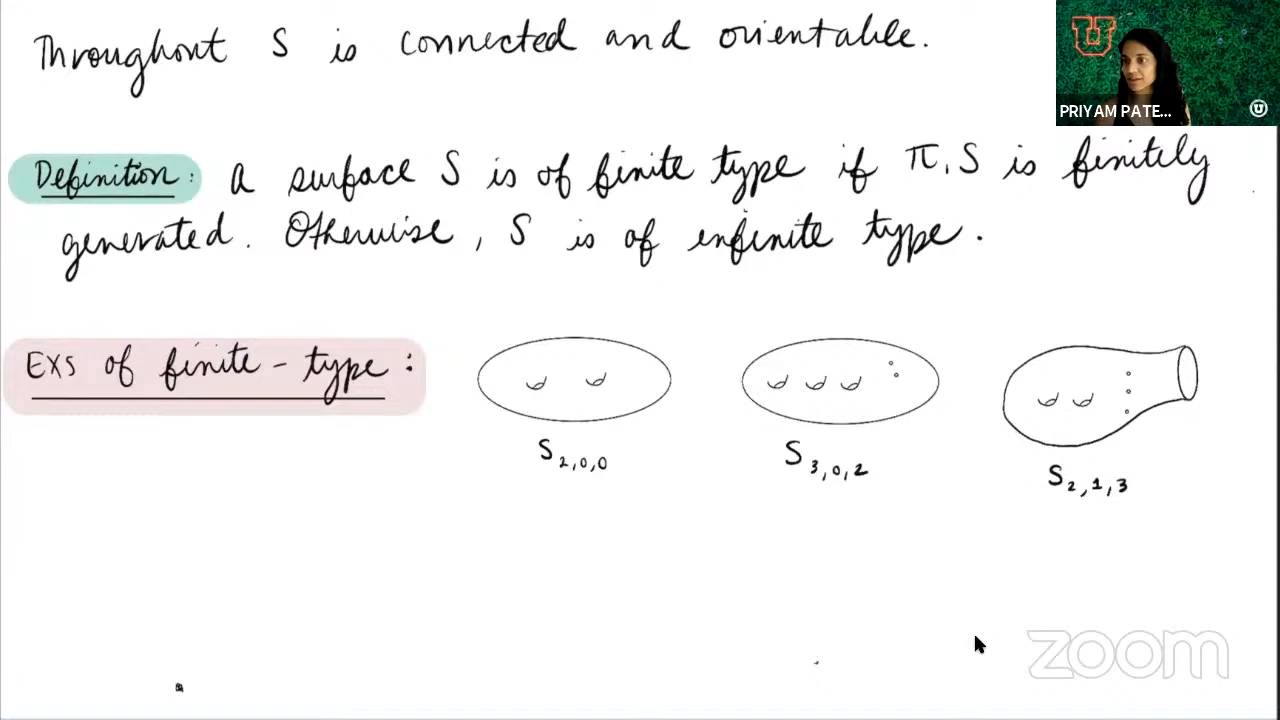 Throughout S is connected and orientable.
U
PRIYAM PATE...
Definition: A surface S is of finite type if π₁S is finitely
generated. Otherwise, S is of infinite type.
Exs of finite-type:
S₂,₀,₀
S₃,₀,₂
S₂,₁,₃
zoom